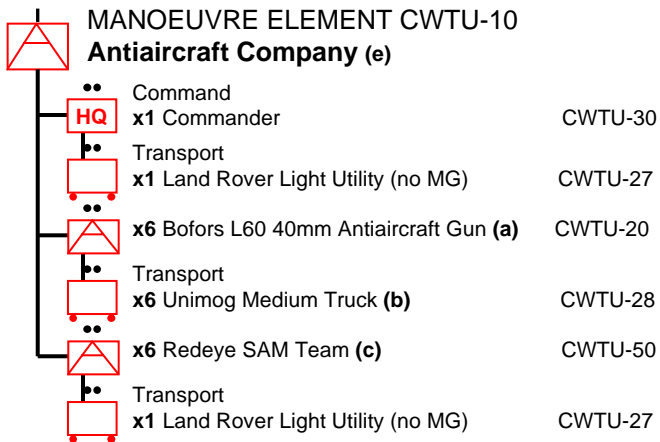 MANOEUVRE ELEMENT CWTU-10
Antiaircraft Company (e)
Command
HQ x1 Commander CWTU-30
Transport
x1 Land Rover Light Utility (no MG) CWTU-27
x6 Bofors L60 40mm Antiaircraft Gun (a) CWTU-20
Transport
x6 Unimog Medium Truck (b) CWTU-28
x6 Redeye SAM Team (c) CWTU-50
Transport
x1 Land Rover Light Utility (no MG) CWTU-27